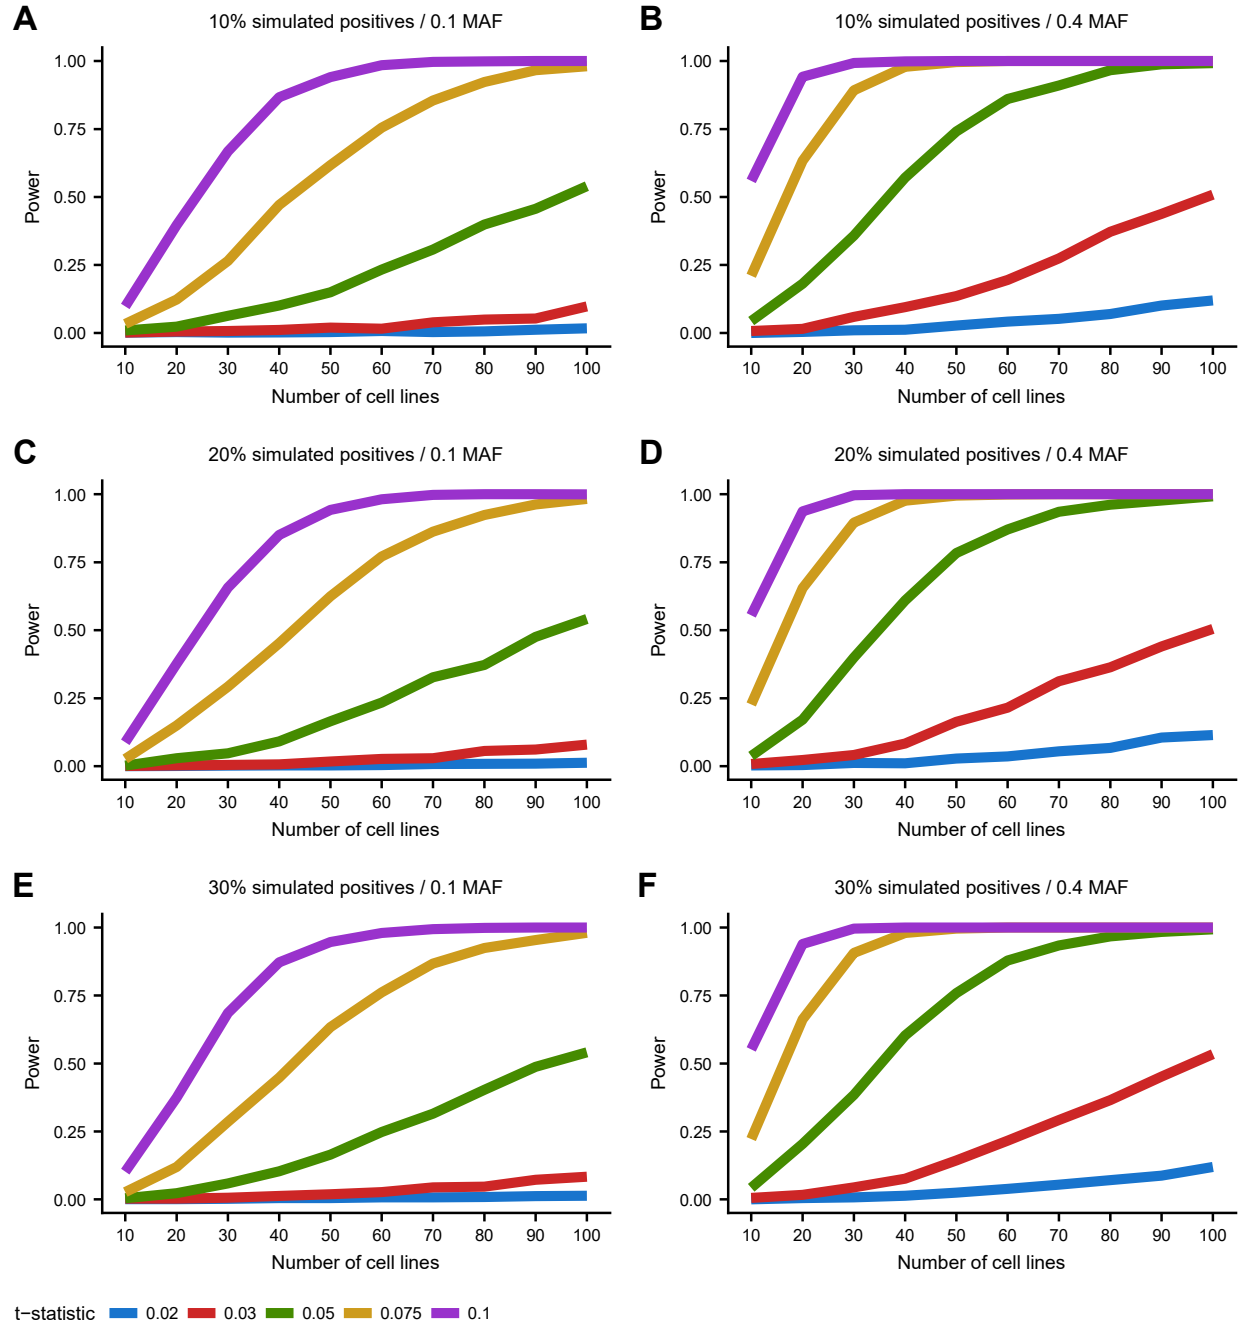 A
10% simulated positives / 0.1 MAF
1.00
0.75
0.50
0.25
0.00
Power
10 20 30 40 50 60 70 80 90 100
Number of cell lines
B
10% simulated positives / 0.4 MAF
1.00
0.75
0.50
0.25
0.00
Power
10 20 30 40 50 60 70 80 90 100
Number of cell lines
C
20% simulated positives / 0.1 MAF
1.00
0.75
0.50
0.25
0.00
Power
10 20 30 40 50 60 70 80 90 100
Number of cell lines
D
20% simulated positives / 0.4 MAF
1.00
0.75
0.50
0.25
0.00
Power
10 20 30 40 50 60 70 80 90 100
Number of cell lines
E
30% simulated positives / 0.1 MAF
1.00
0.75
0.50
0.25
0.00
Power
10 20 30 40 50 60 70 80 90 100
Number of cell lines
F
30% simulated positives / 0.4 MAF
1.00
0.75
0.50
0.25
0.00
Power
10 20 30 40 50 60 70 80 90 100
Number of cell lines
t−statistic 0.02 0.03 0.05 0.075 0.1